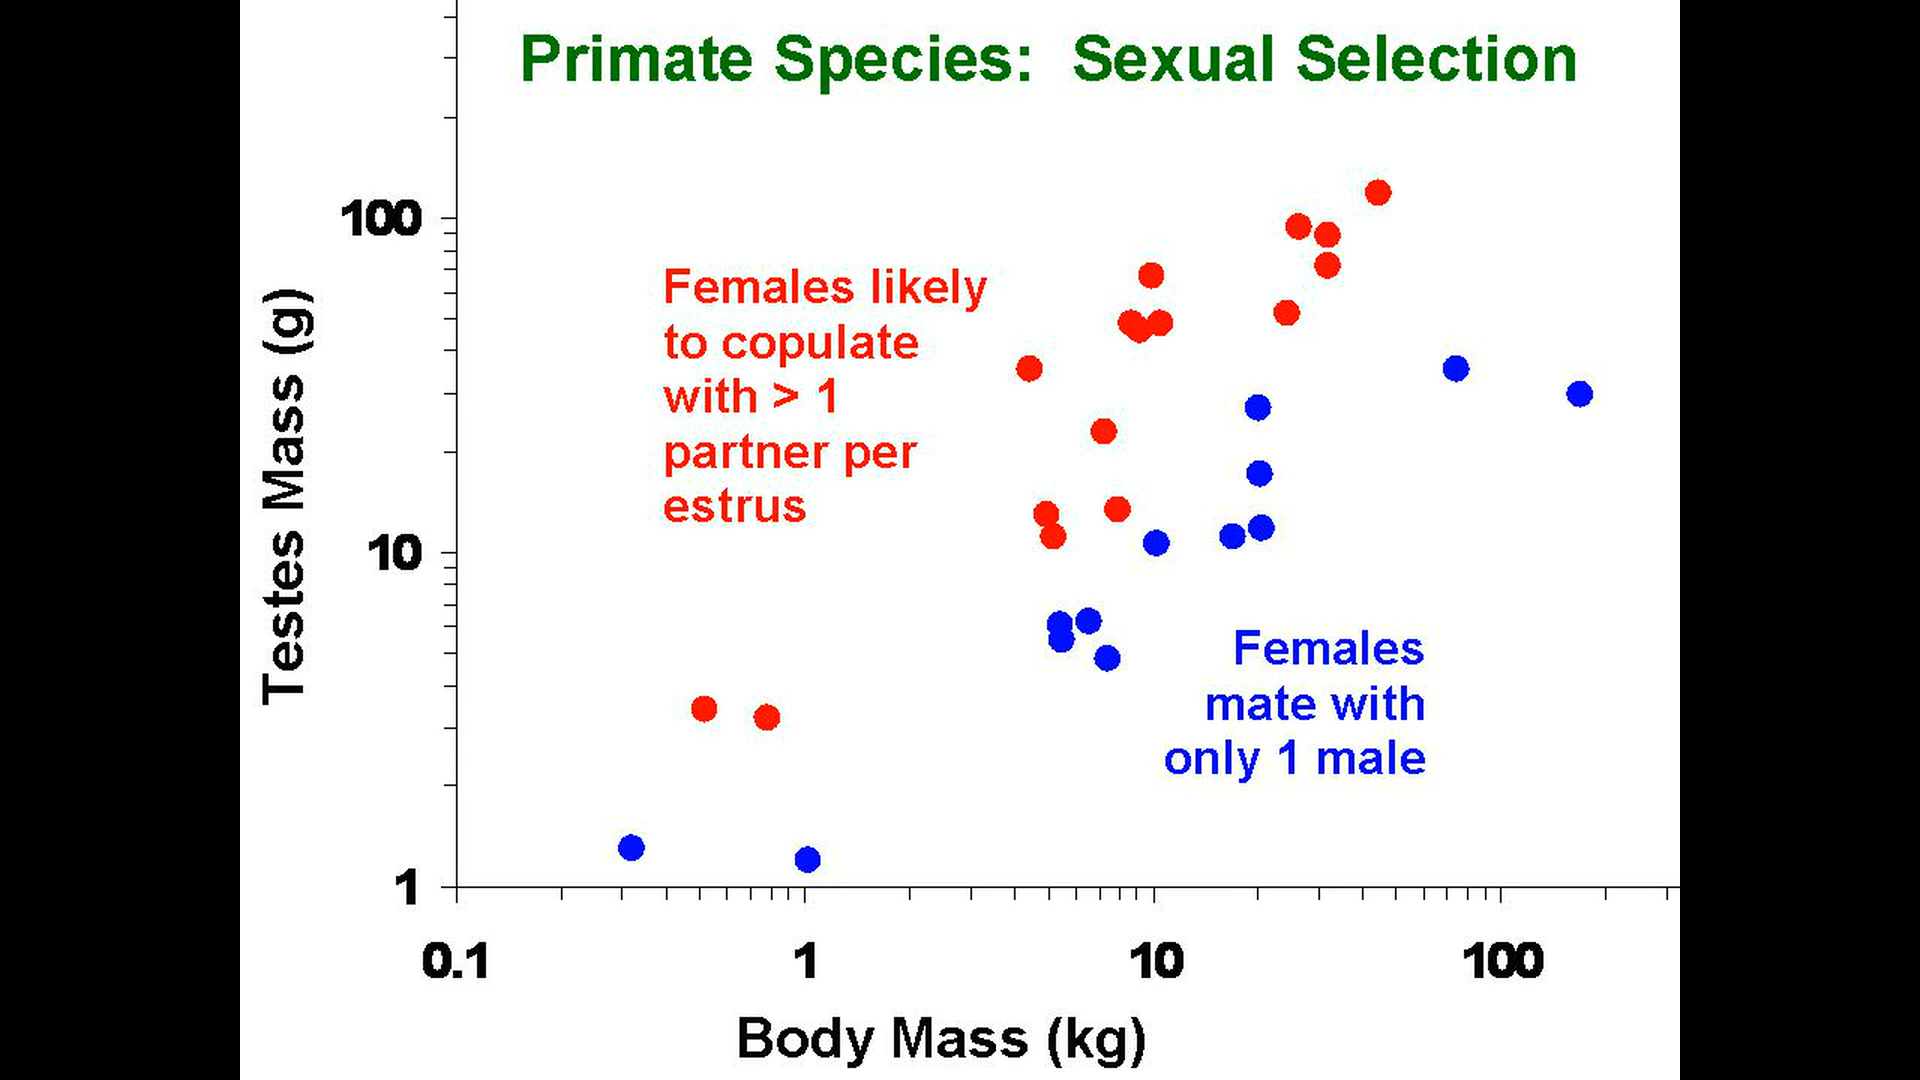 Primate Species: Sexual Selection
100
10
1
Testes Mass (g)
Females likely
to copulate
with > 1
partner per
estrus
Females
mate with
only 1 male
0.1 1 10 100
Body Mass (kg)